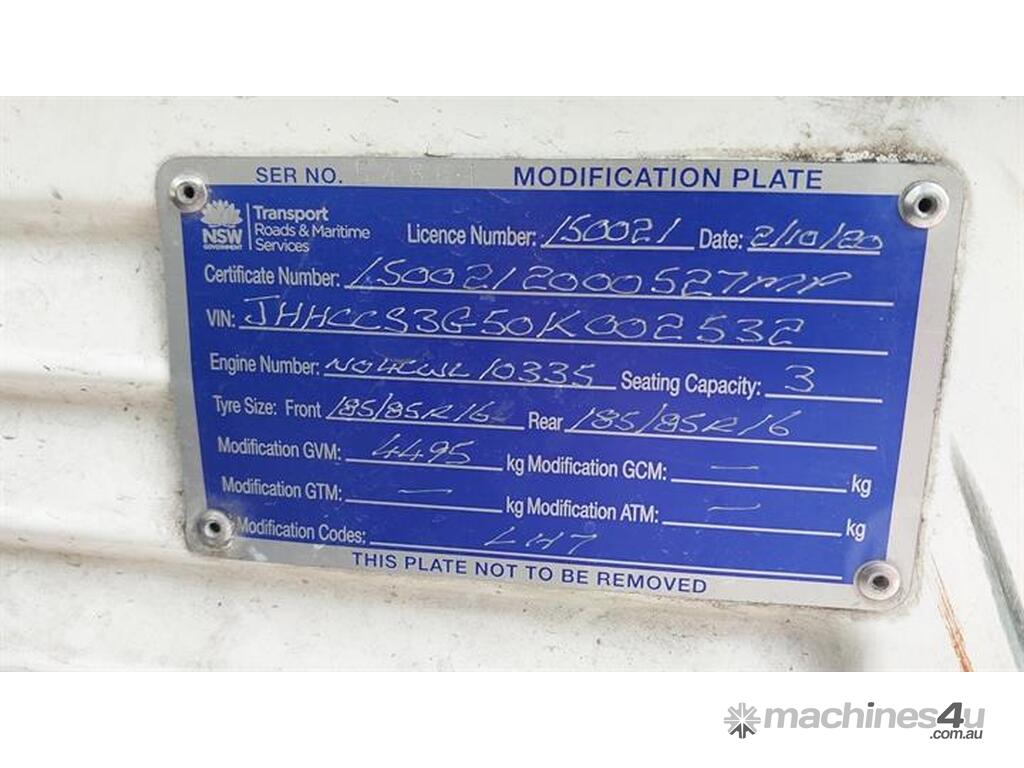 SER NO. MODIFICATION PLATE
NSW GOVERNMENT Transport Roads & Maritime Services
Licence Number: 150021 Date: 2/10/20
Certificate Number: 1500212000527MP
VIN: JHHCCS3G50K002532
Engine Number: NO4CWL10335 Seating Capacity: 3
Tyre Size: Front 185/85R16 Rear 185/85R16
Modification GVM: 4495 kg Modification GCM: — kg
Modification GTM: — kg Modification ATM: — kg
Modification Codes: LH7
THIS PLATE NOT TO BE REMOVED
machines4u
.com.au